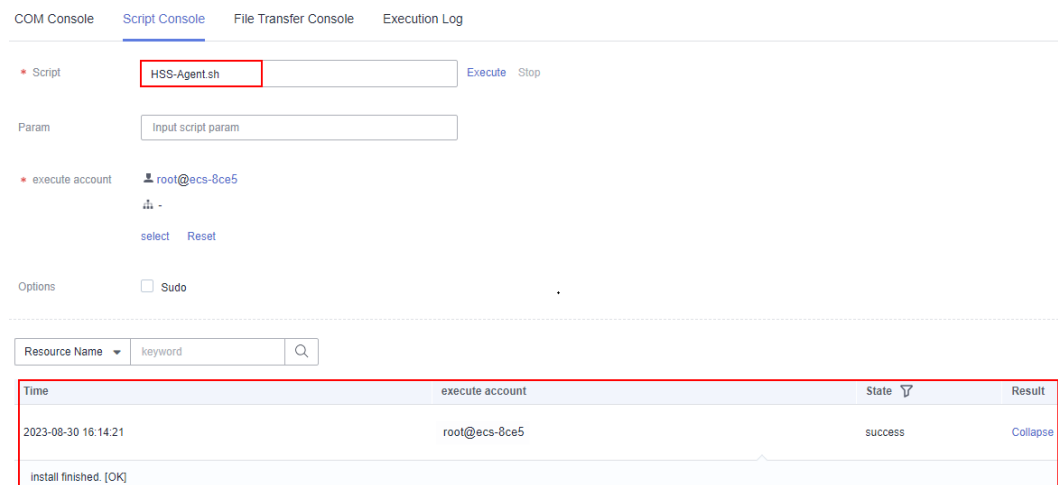 COM Console Script Console File Transfer Console Execution Log
* Script HSS-Agent.sh Execute Stop
Param Input script param
* execute account root@ecs-8ce5
-
select Reset
Options Sudo
Resource Name keyword
Time execute account State Result
2023-08-30 16:14:21 root@ecs-8ce5 success Collapse
install finished. [OK]